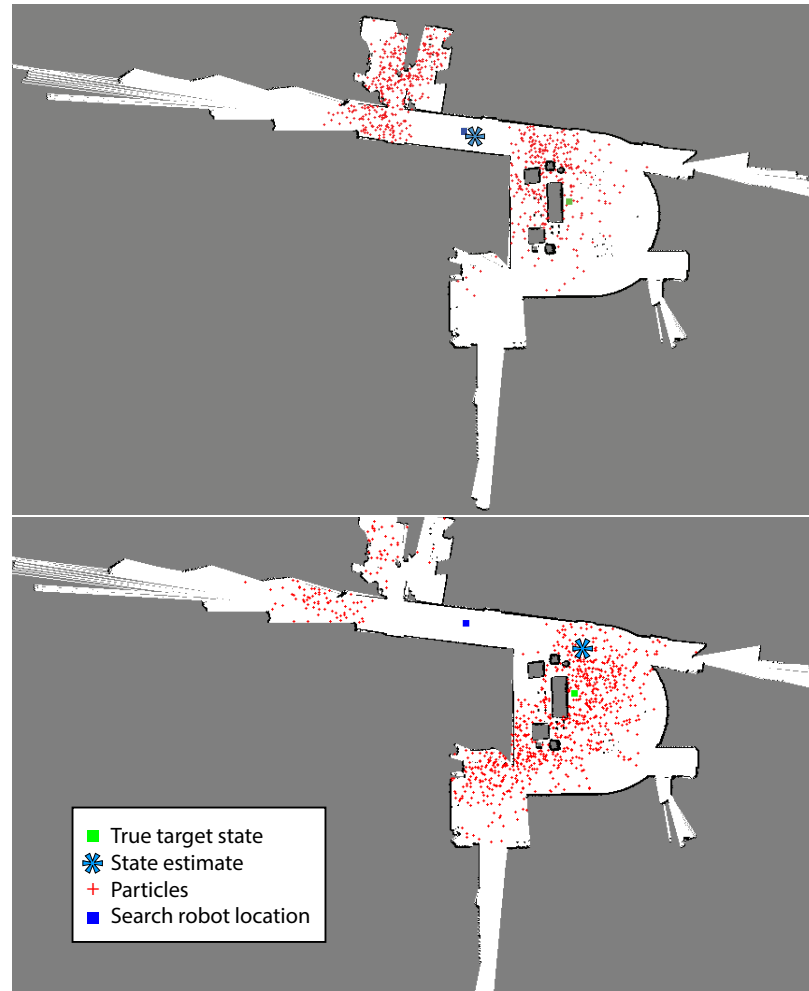 True target state
State estimate
Particles
Search robot location